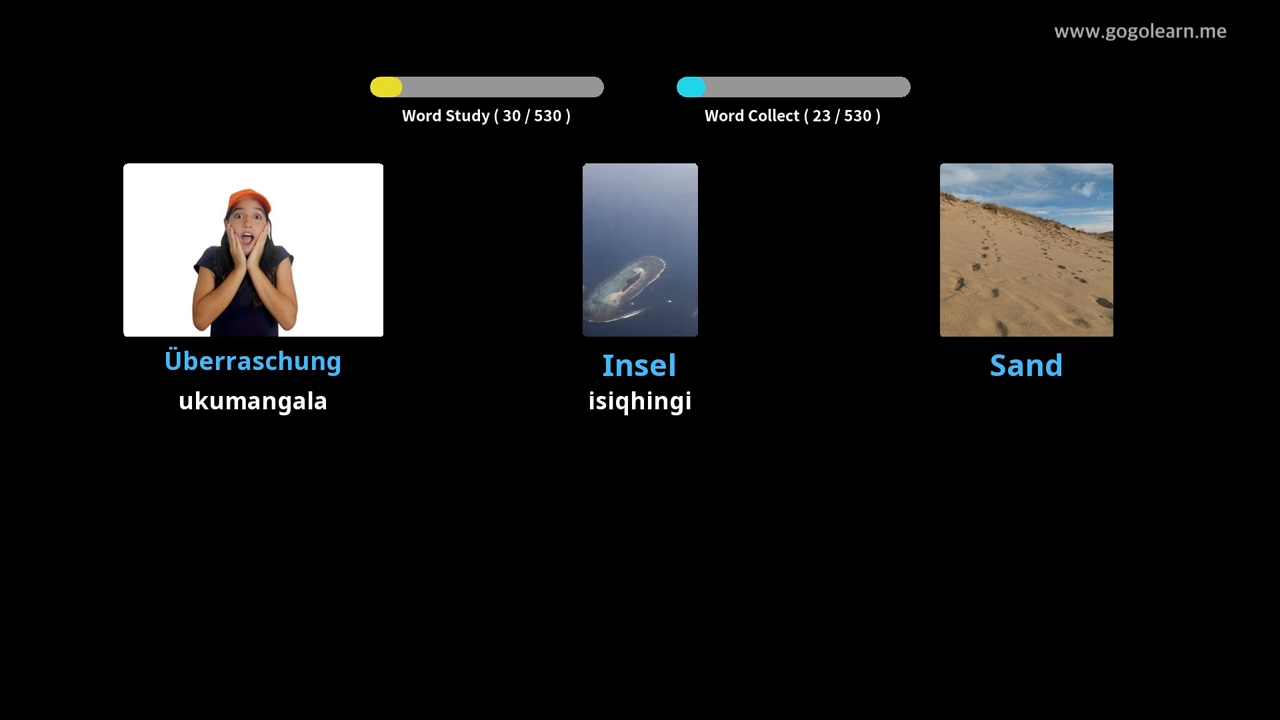 www.gogolearn.me
Word Study ( 30 / 530 )
Word Collect ( 23 / 530 )
Überraschung
Insel
Sand
ukumangala
isiqhingi